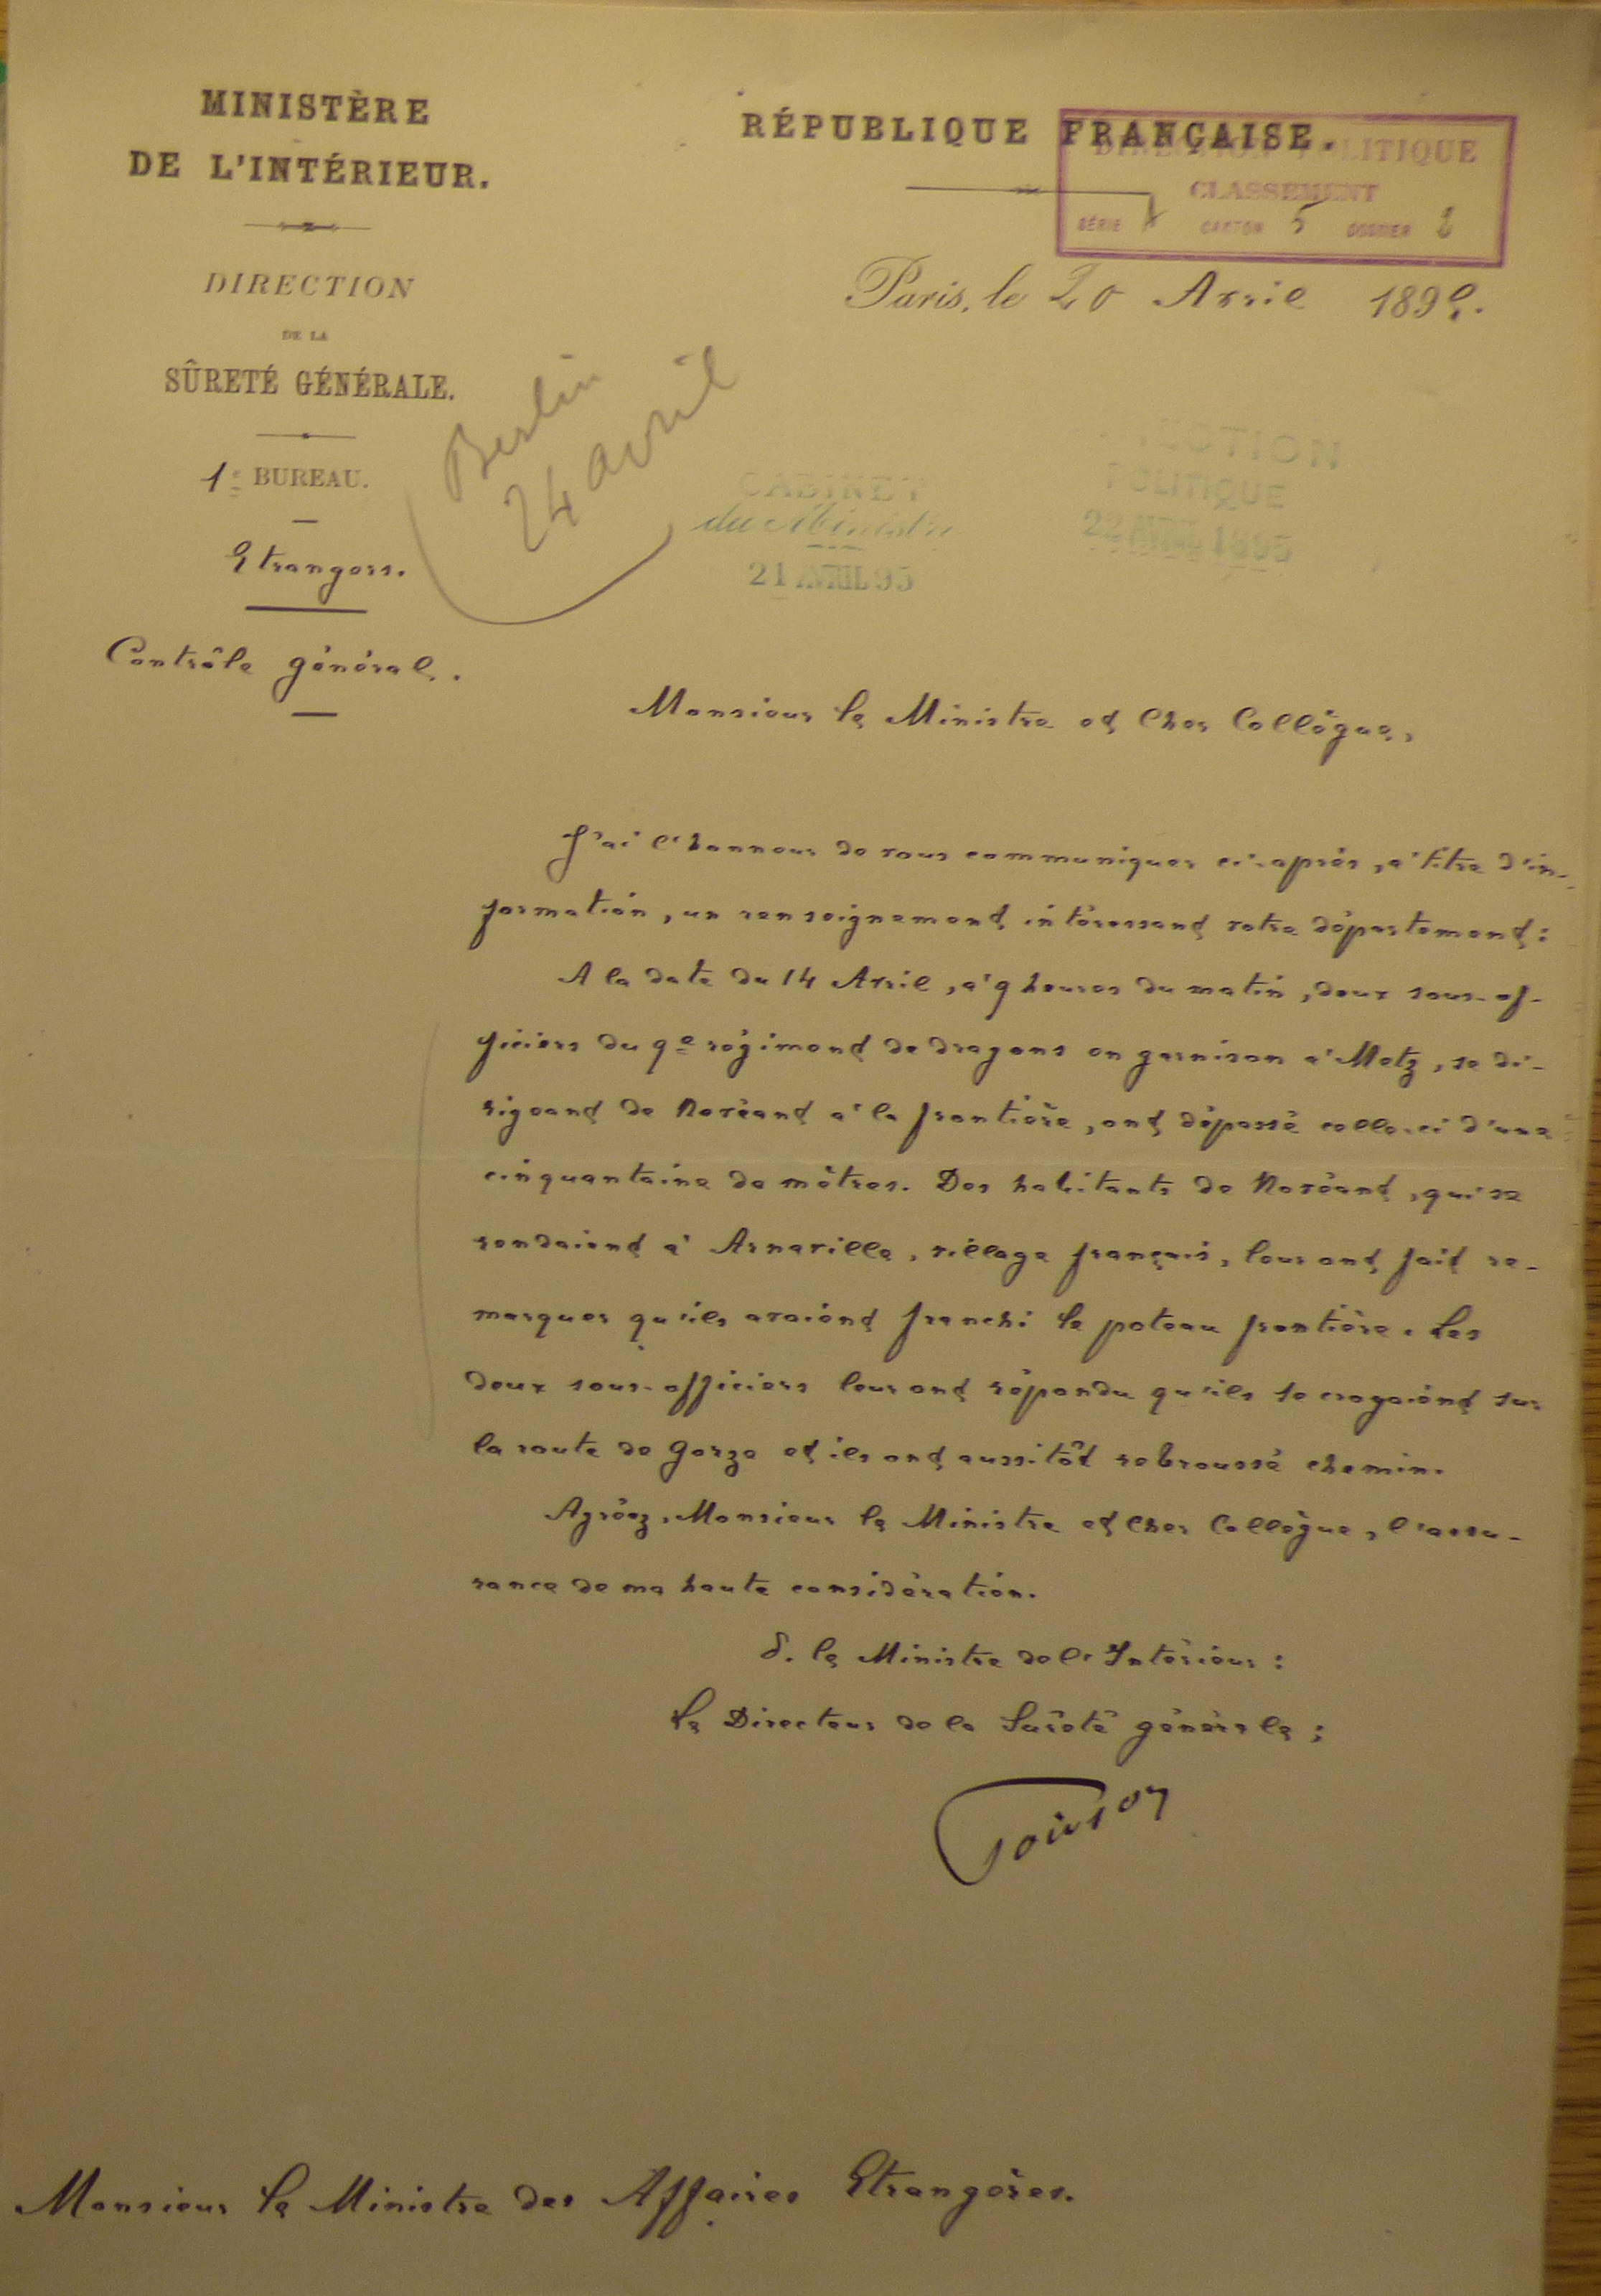 MINISTÈRE
DE L'INTÉRIEUR.
DIRECTION
DE LA
SÛRETÉ GÉNÉRALE.
1e BUREAU.
Etrangers.
Contrôle général.
RÉPUBLIQUE FRANÇAISE.
DIRECTION POLITIQUE
CLASSEMENT
SÉRIE CARTON 5 DOSSIER 2
Paris, le 20 Avril 189
Berlin
24 avril
CABINET
du Ministre
21 AVRIL 95
DIRECTION
POLITIQUE
22 AVRIL 1895
Monsieur le Ministre et cher Collègue,
J'ai l'honneur de vous communiquer ci-après, à titre d'in-
formation, un renseignement intéressant votre département:
A la date du 14 Avril, à 9 heures du matin, deux sous-of-
ficiers du 9e régiment de dragons en garnison à Metz, se di-
rigeant de Novéant à la frontière, ont dépassé celle-ci d'une
cinquantaine de mètres. Des habitants de Novéant, qui se
rendaient à Arnaville, village français, leur ont fait re-
marquer qu'ils avaient franchi le poteau frontière. Les
deux sous-officiers leur ont répondu qu'ils se croyaient sur
la route de Gorze et ils ont aussitôt rebroussé chemin.
Agréez, Monsieur le Ministre et cher Collègue, l'assu-
rance de ma haute considération.
P. le Ministre de l'Intérieur:
Le Directeur de la Sûreté générale;
Monsieur le Ministre des Affaires Etrangères.